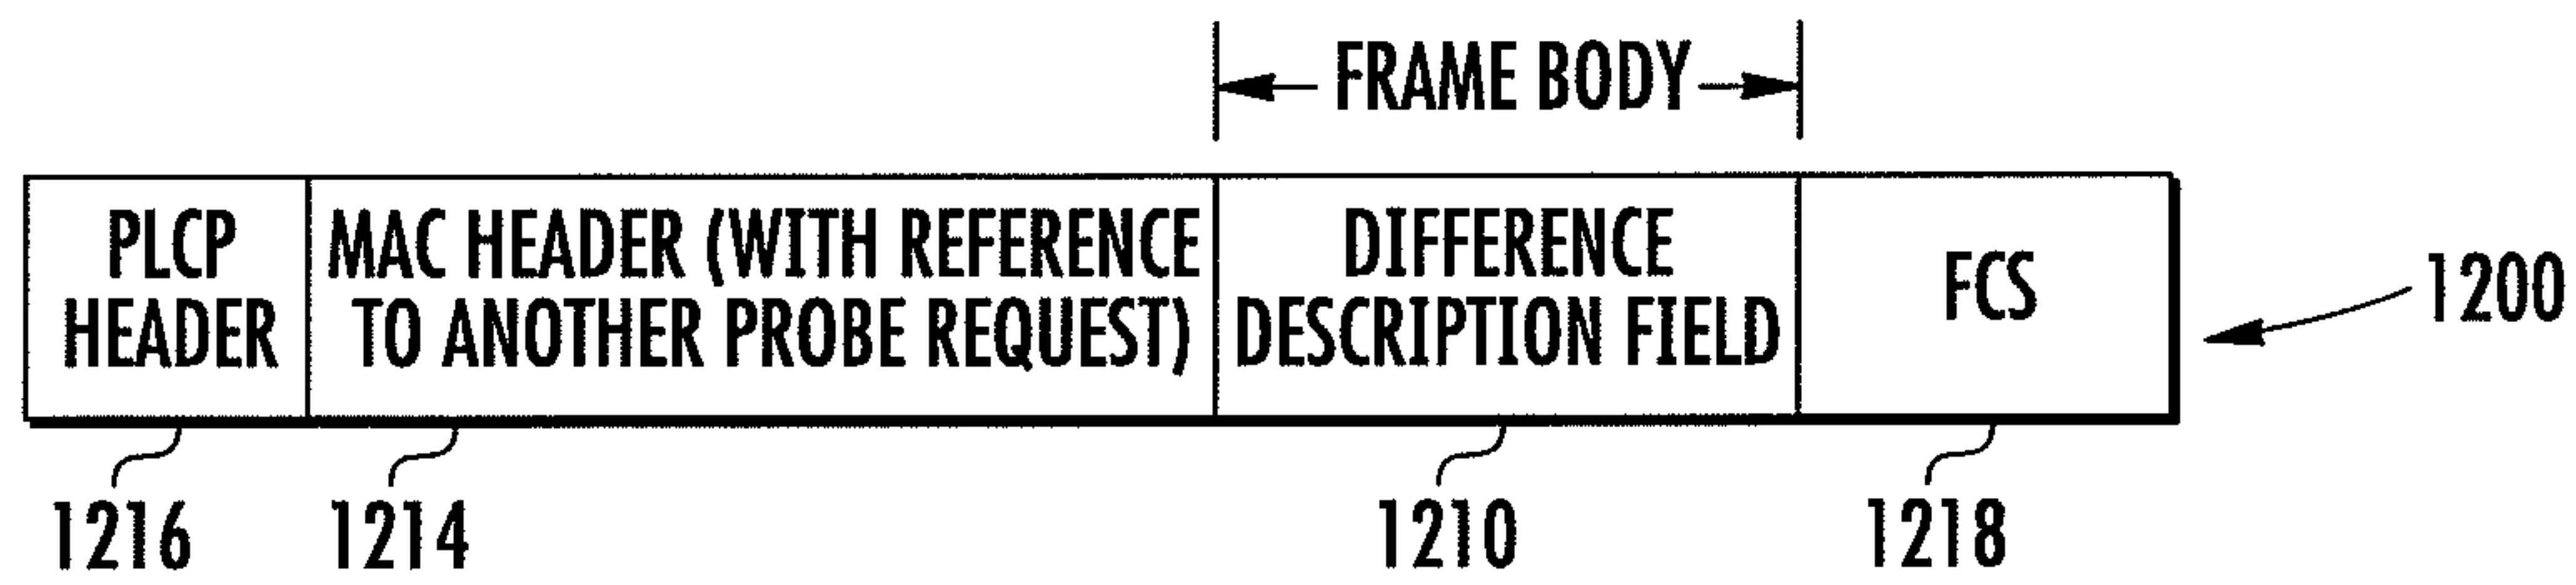 FRAME BODY
PLCP HEADER
MAC HEADER (WITH REFERENCE
TO ANOTHER PROBE REQUEST)
DIFFERENCE
DESCRIPTION FIELD
FCS
1200
1216
1214
1210
1218